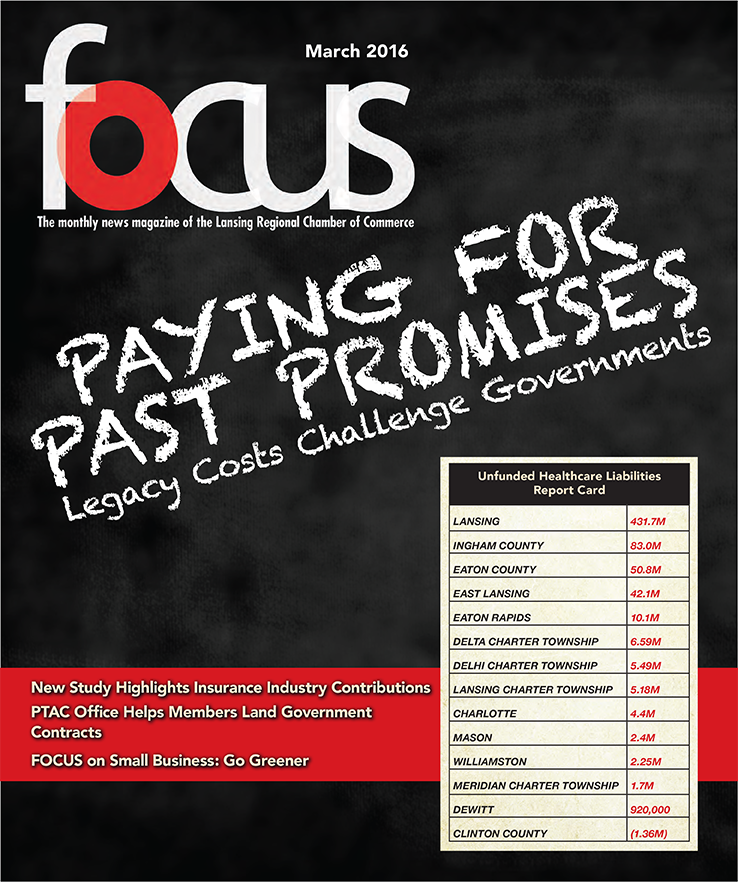 March 2016
focus
The monthly news magazine of the Lansing Regional Chamber of Commerce
PAYING FOR
PAST PROMISES
Legacy Costs Challenge Governments
Unfunded Healthcare Liabilities
Report Card
LANSING 431.7M
INGHAM COUNTY 83.0M
EATON COUNTY 50.8M
EAST LANSING 42.1M
EATON RAPIDS 10.1M
DELTA CHARTER TOWNSHIP 6.59M
DELHI CHARTER TOWNSHIP 5.49M
LANSING CHARTER TOWNSHIP 5.18M
CHARLOTTE 4.4M
MASON 2.4M
WILLIAMSTON 2.25M
MERIDIAN CHARTER TOWNSHIP 1.7M
DEWITT 920,000
CLINTON COUNTY (1.36M)
New Study Highlights Insurance Industry Contributions
PTAC Office Helps Members Land Government
Contracts
FOCUS on Small Business: Go Greener